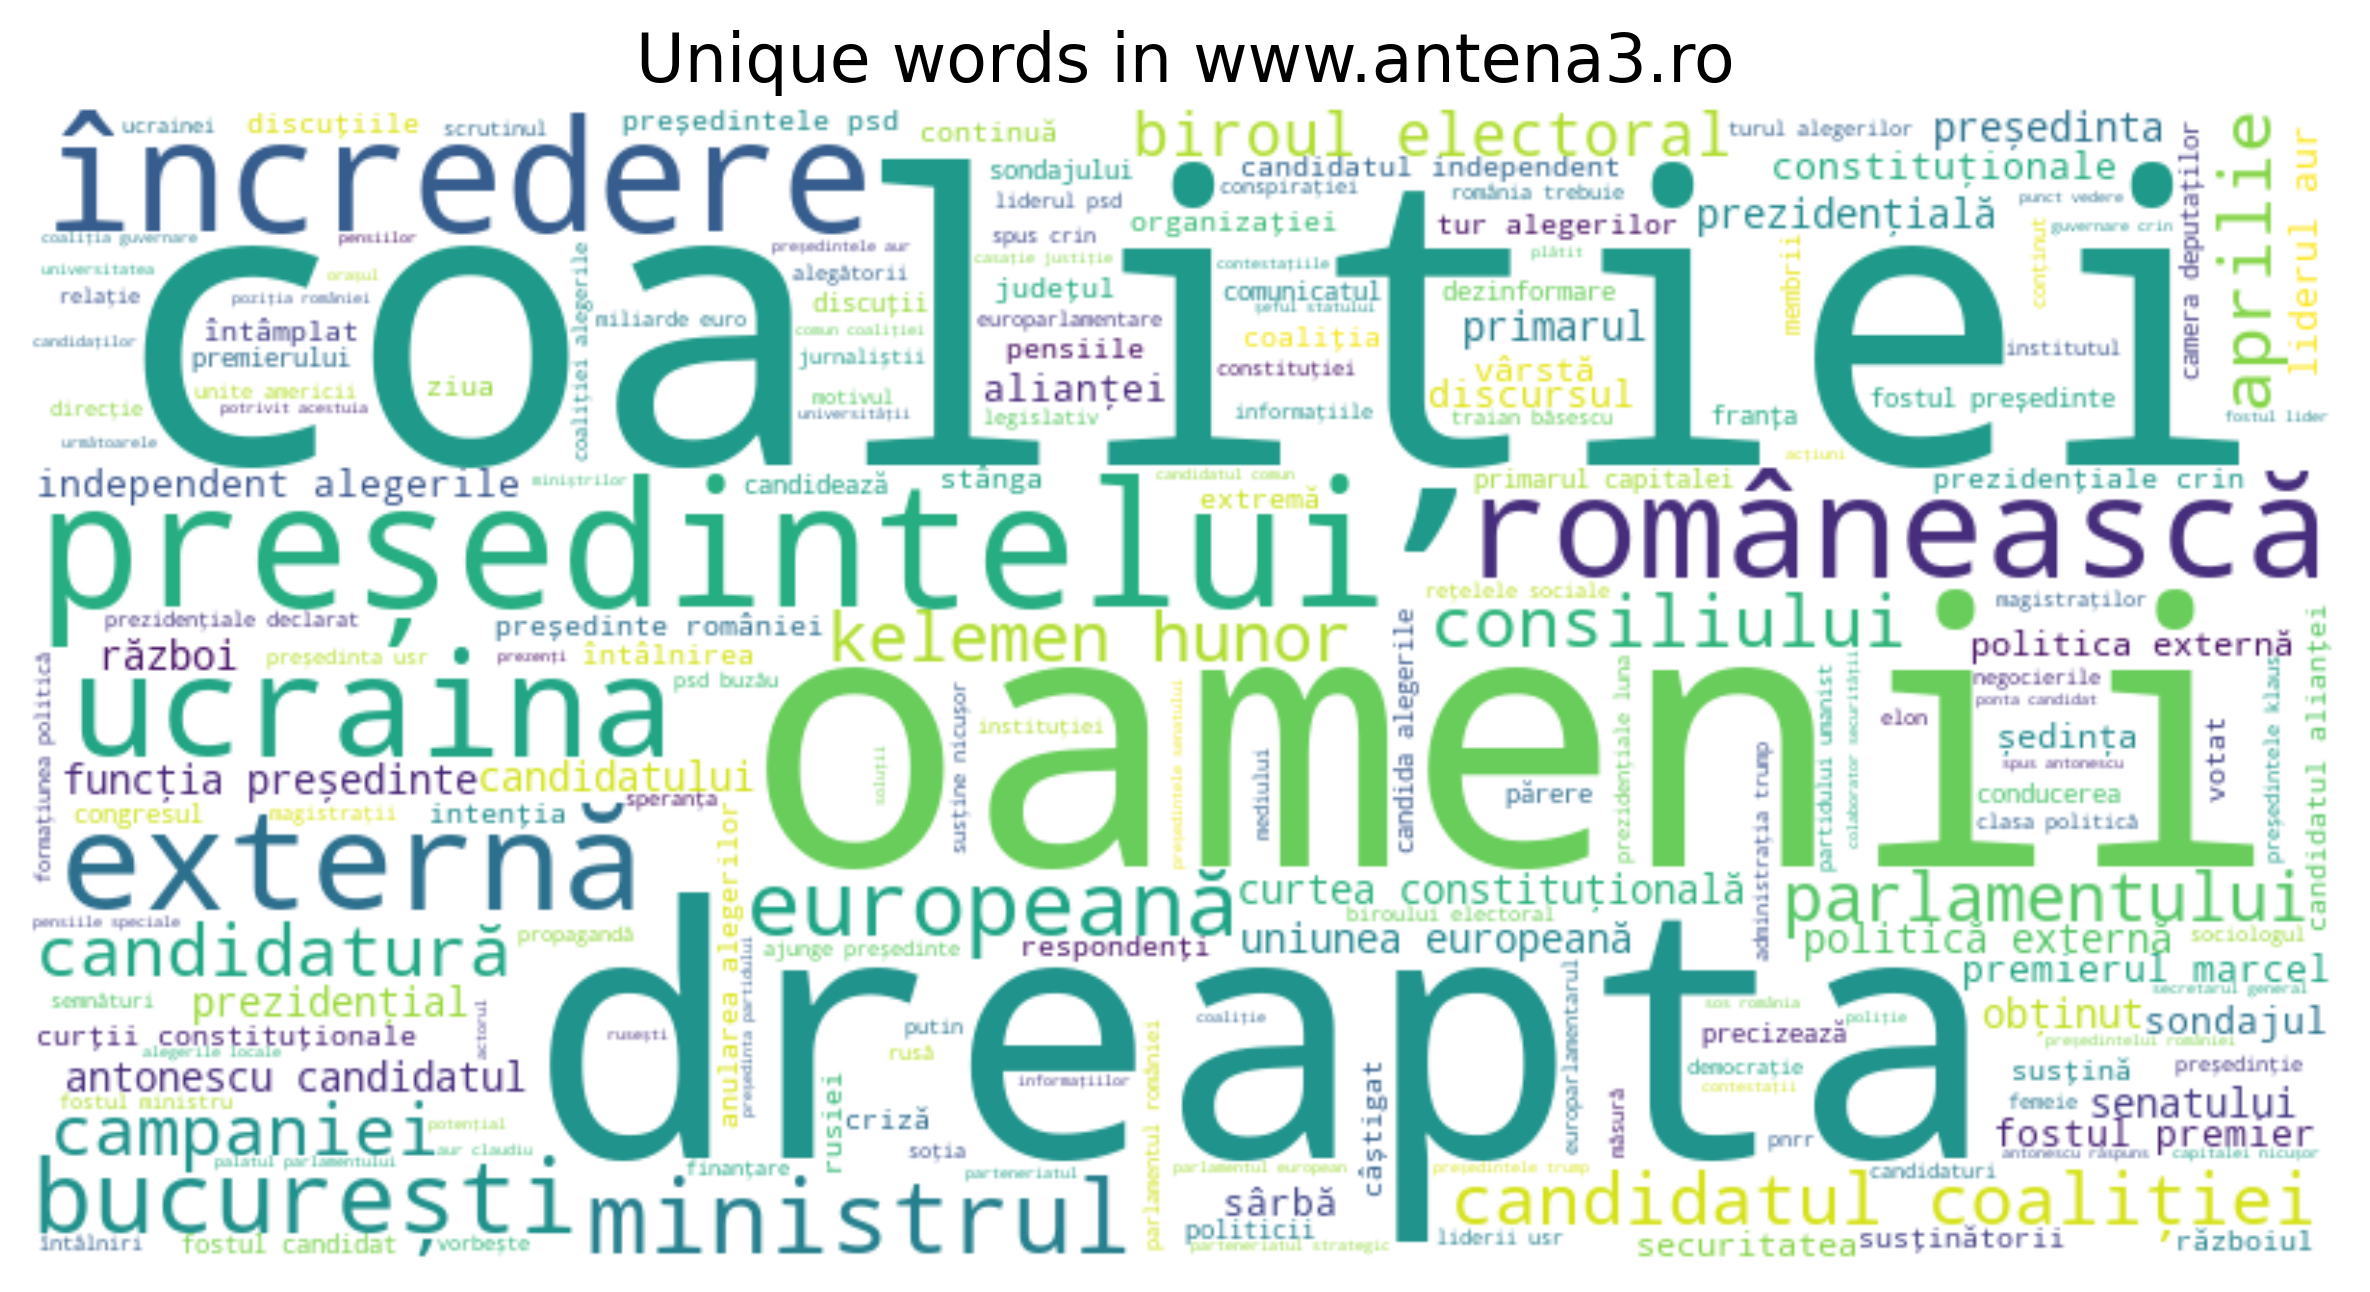 Unique words in www.antena3.ro
încredere
ucrainei
discuțiile
scrutinul
președintele psd
continuă
biroul electoral
turul alegerilor
președinta
aprilie
liderul aur
camera deputaților
coaliției
sondajului
candidatul independent
constituționale
conspirației
românia trebuie
punct vedere
liderul psd
organizației
tur alegerilor
prezidențială
guvernare crin
coaliția guvernare
pensiilor
președintele aur
spus crin
casație justiție
plătit
membrii
conținut
universitatea
orașul
coaliției alegerile
alegătorii
contestațiile
relație
poziția româniei
discuții
județul
comunicatul
dezinformare
șeful statului
candidaților
întâmplat
miliarde euro
comun coaliției
europarlamentare
coaliția
primarul
premierului
jurnaliștii
pensiile
institutul
unite americii
ziua
motivul
alianței
constituției
vârstă
discursul
fostul președinte
direcție
potrivit acestuia
universității
legislativ
informațiile
traian băsescu
franța
fostul lider
următoarele
acțiuni
independent alegerile
miniștrilor
candidează
stânga
candidatul comun
extremă
primarul capitalei
prezidențiale crin
președintelui
românească
rețelele sociale
magistraților
prezidențiale declarat
președinte româniei
kelemen hunor
consiliului
candidatul alianței
război
președinta usr
prezenți
întâlnirea
politica externă
formațiunea politică
ucraina
psd buzău
oamenii
candida alegerile
negocierile
ponta candidat
susține nicușor
instituției
președintele senatului
prezidențiale luna
partidului umanist
colaborator securității
elon
ședința
spus antonescu
votat
președintele klaus
soluții
mediului
funcția președinte
candidatului
speranța
părere
administrația trump
conducerea
clasa politică
congresul
magistrații
intenția
externă
anularea alegerilor
europeană
curtea constituțională
parlamentului
pensiile speciale
biroului electoral
candidatură
propagandă
ajunge președinte
respondenți
uniunea europeană
politică externă
sociologul
premierul marcel
secretarul general
dreapta
semnături
prezidențial
actorul
președinta partidului
rusești
putin
coaliție
europarlamentarul
sos românia
poliție
obținut
sondajul
curții constituționale
rusă
precizează
președintelui româniei
alegerile locale
antonescu candidatul
informațiilor
parlamentul româniei
democrație
contestații
susțină
președinție
fostul ministru
rusiei
criză
câștigat
măsură
femeie
senatului
campaniei
potențial
aur claudiu
soția
pnrr
fostul premier
palatul parlamentului
finanțare
parteneriatul
parlamentul european
președintele trump
candidaturi
antonescu răspuns
capitalei nicușor
bucurești
ministrul
sârbă
candidatul coaliției
politicii
întâlniri
fostul candidat
vorbește
parteneriatul strategic
liderii usr
securitatea
susținătorii
războiul